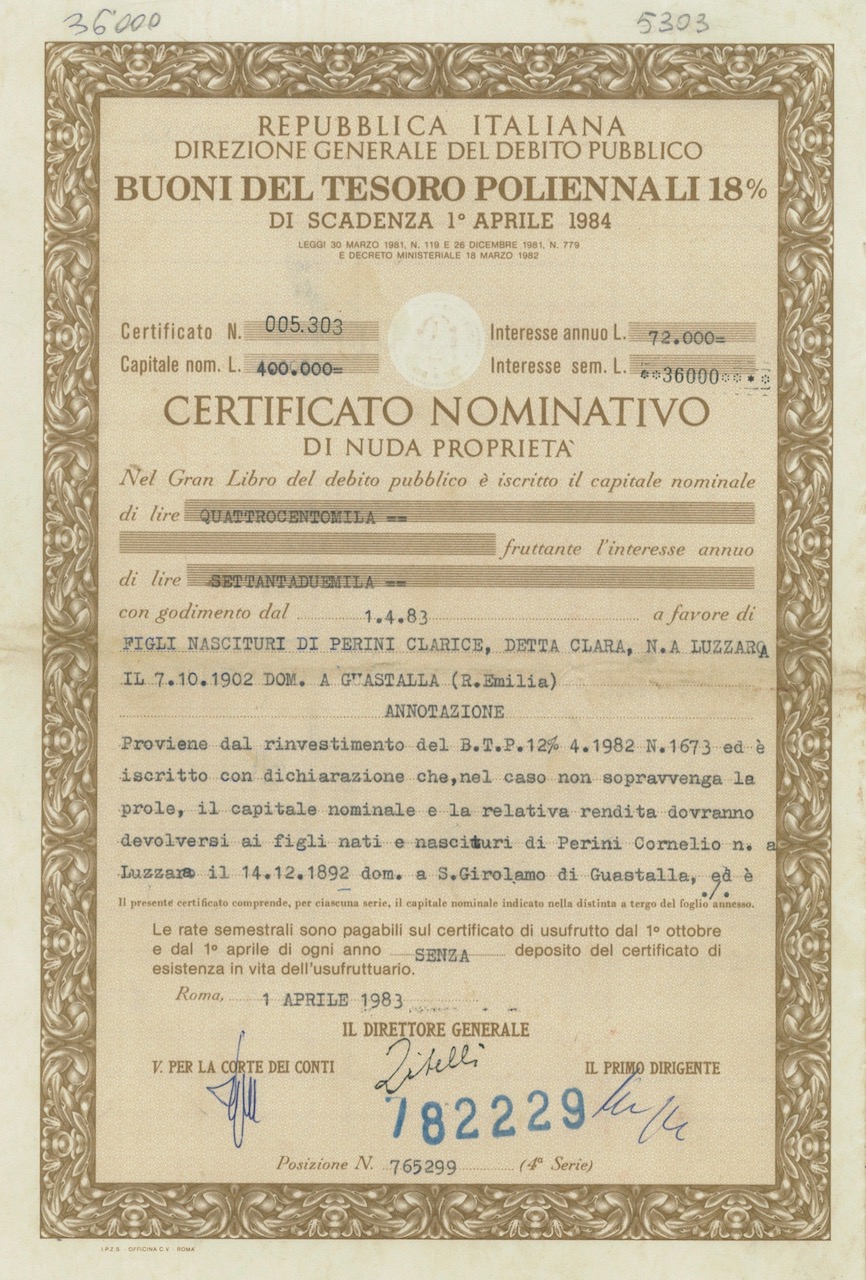 36'000 5303
REPUBBLICA ITALIANA
DIREZIONE GENERALE DEL DEBITO PUBBLICO
BUONI DEL TESORO POLIENNALI 18%
DI SCADENZA 1º APRILE 1984
LEGGI 30 MARZO 1981, N. 119 E 26 DICEMBRE 1981, N. 779
E DECRETO MINISTERIALE 18 MARZO 1982
Certificato N. 005.303 Interesse annuo L. 72.000=
Capitale nom. L. 400.000= Interesse sem. L. **36000****
CERTIFICATO NOMINATIVO
DI NUDA PROPRIETA`
Nel Gran Libro del debito pubblico è iscritto il capitale nominale
di lire QUATTROCENTOMILA ==
fruttante l'interesse annuo
di lire SETTANTADUEMILA ==
con godimento dal 1.4.83 a favore di
FIGLI NASCITURI DI PERINI CLARICE, DETTA CLARA, N.A LUZZARA
IL 7.10.1902 DOM. A GUASTALLA (R.Emilia)
ANNOTAZIONE
Proviene dal rinvestimento del B.T.P.12% 4.1982 N.1673 ed è
iscritto con dichiarazione che,nel caso non sopravvenga la
prole, il capitale nominale e la relativa rendita dovranno
devolversi ai figli nati e nascituri di Perini Cornelio n. a
Luzzara il 14.12.1892 dom. a S.Girolamo di Guastalla, ed è
./.
Il presente certificato comprende, per ciascuna serie, il capitale nominale indicato nella distinta a tergo del foglio annesso.
Le rate semestrali sono pagabili sul certificato di usufrutto dal 1º ottobre
e dal 1º aprile di ogni anno SENZA deposito del certificato di
esistenza in vita dell'usufruttuario.
Roma, 1 APRILE 1983
IL DIRETTORE GENERALE
V. PER LA CORTE DEI CONTI Zitelli IL PRIMO DIRIGENTE
782229
Posizione N. 765299 (4ª Serie)
I.P.Z.S. - OFFICINA C.V. - ROMA